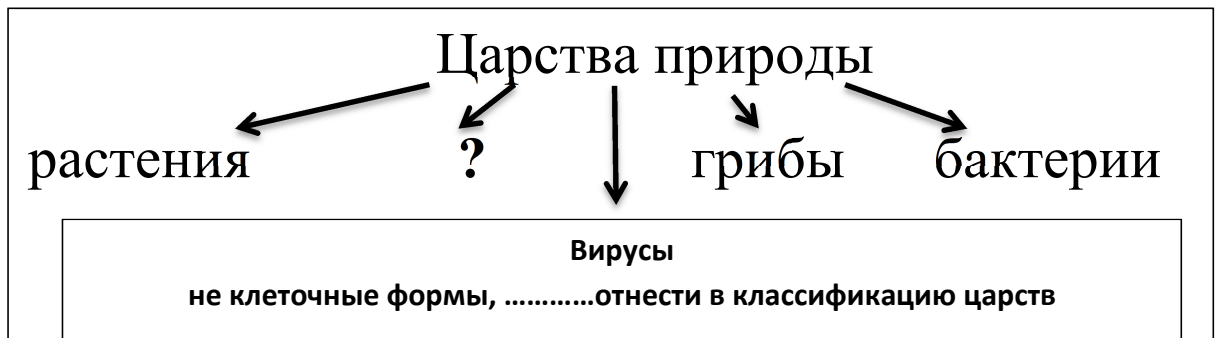 Царства природы
растения ? грибы бактерии
Вирусы
не клеточные формы, ............отнести в классификацию царств